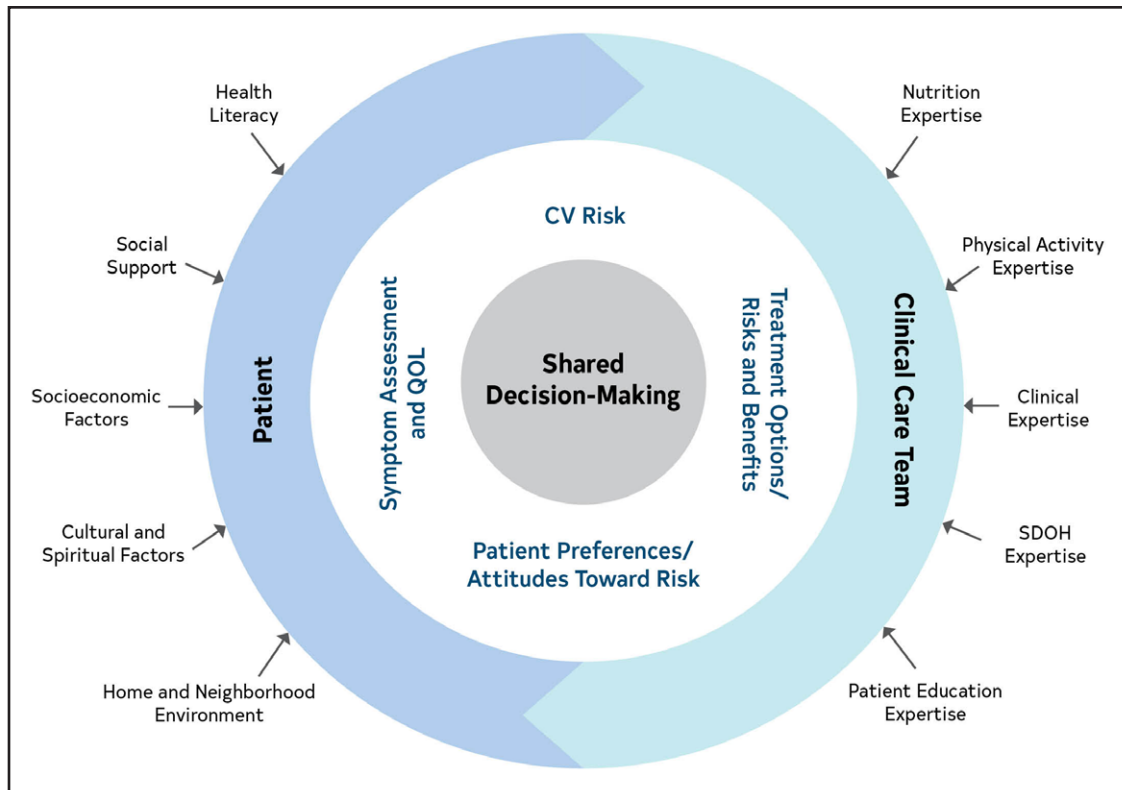 Health
Literacy
Social
Support
Socioeconomic
Factors
Cultural and
Spiritual Factors
Home and Neighborhood
Environment
Patient
CV Risk
Symptom Assessment
and QOL
Shared
Decision-Making
Treatment Options/
Risks and Benefits
Patient Preferences/
Attitudes Toward Risk
Clinical Care Team
Nutrition
Expertise
Physical Activity
Expertise
Clinical
Expertise
SDOH
Expertise
Patient Education
Expertise